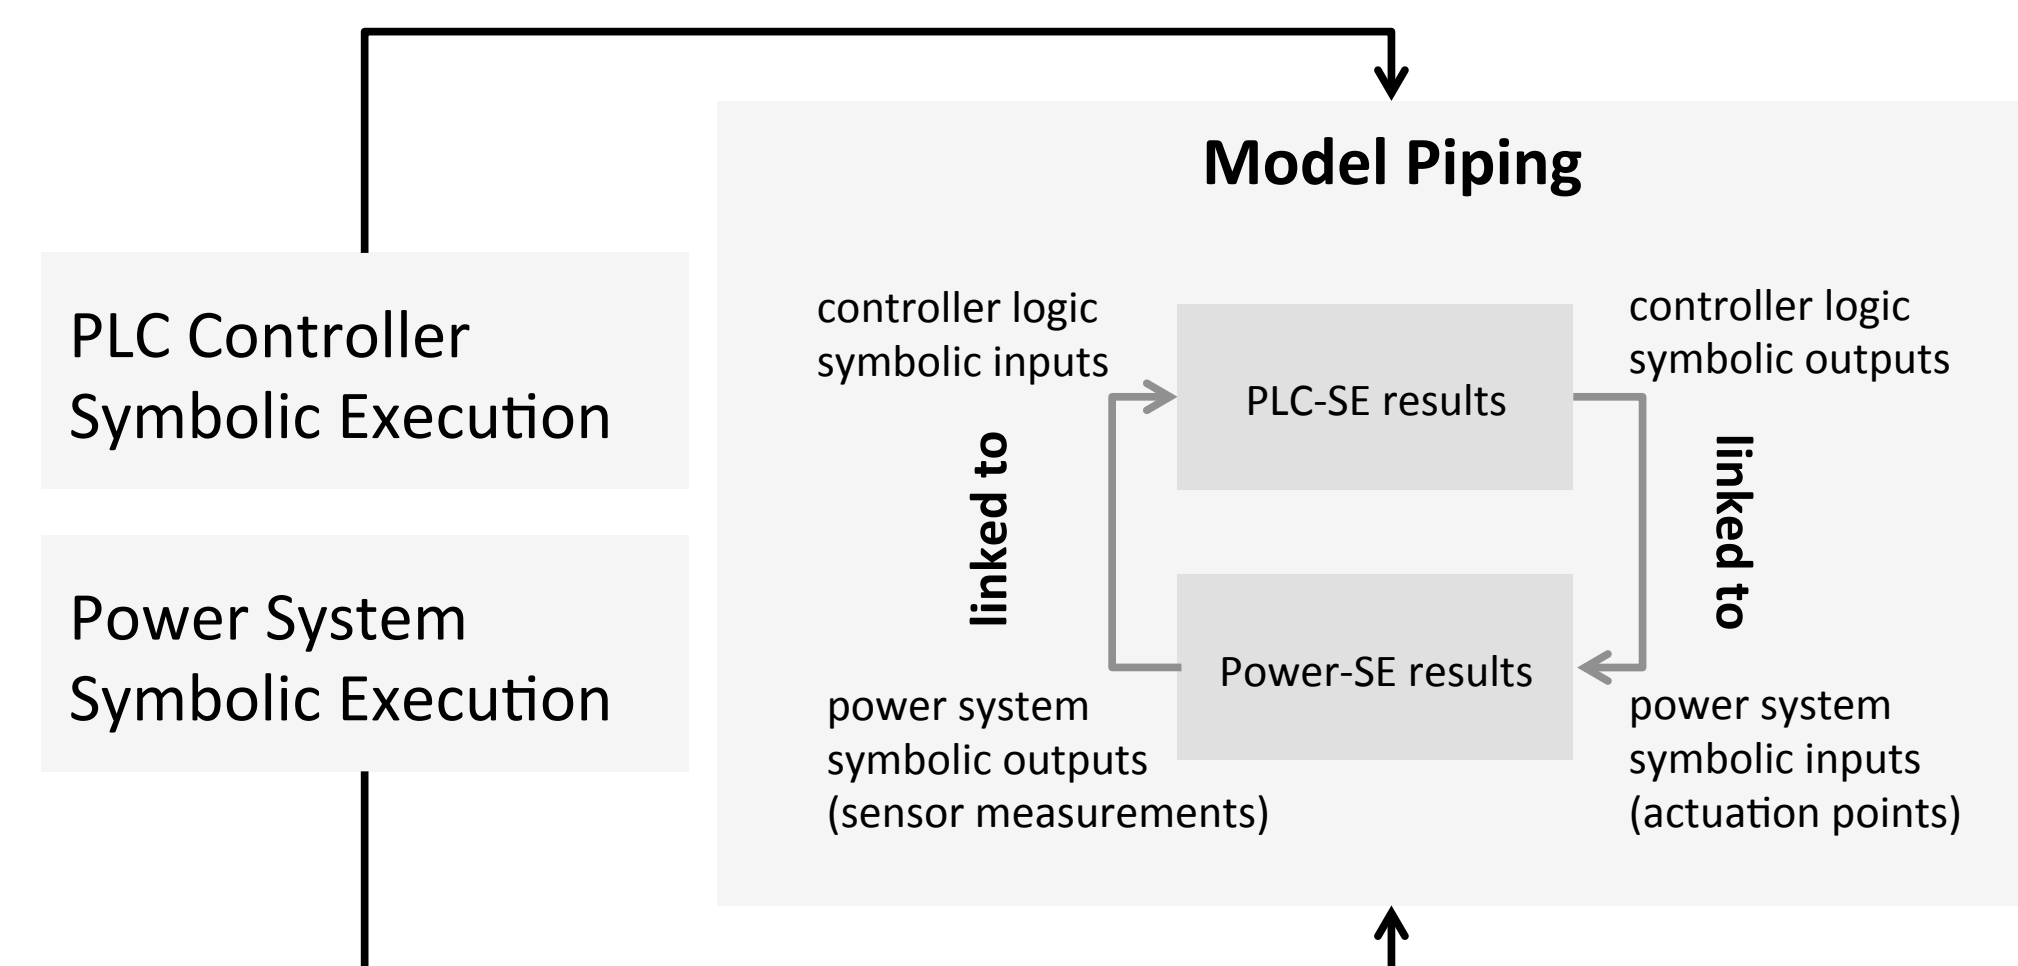 Model Piping
PLC Controller
Symbolic Execution
Power System
Symbolic Execution
controller logic
symbolic inputs
PLC-SE results
controller logic
symbolic outputs
linked to
linked to
Power-SE results
power system
symbolic outputs
(sensor measurements)
power system
symbolic inputs
(actuation points)